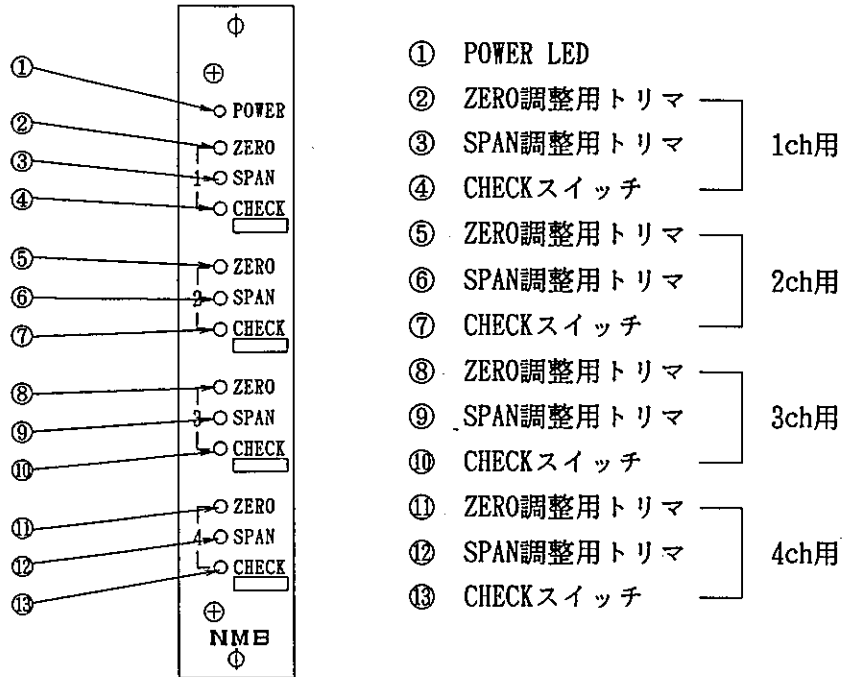 ① POWER
② ZERO
③ 1 SPAN
④ CHECK
⑤ ZERO
⑥ 2 SPAN
⑦ CHECK
⑧ ZERO
⑨ 3 SPAN
⑩ CHECK
⑪ ZERO
⑫ 4 SPAN
⑬ CHECK
NMB
① POWER LED
② ZERO調整用トリマ
③ SPAN調整用トリマ 1ch用
④ CHECKスイッチ
⑤ ZERO調整用トリマ
⑥ SPAN調整用トリマ 2ch用
⑦ CHECKスイッチ
⑧ ZERO調整用トリマ
⑨ SPAN調整用トリマ 3ch用
⑩ CHECKスイッチ
⑪ ZERO調整用トリマ
⑫ SPAN調整用トリマ 4ch用
⑬ CHECKスイッチ